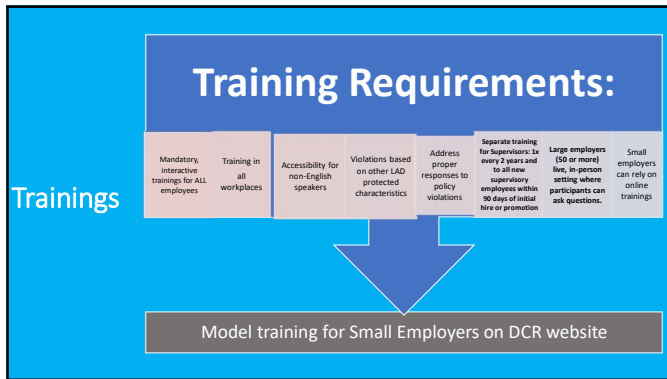 Training Requirements:
Trainings
Mandatory,
interactive
trainings for ALL
employees
Training in
all
workplaces
Accessibility for
non-English
speakers
Violations based
on other LAD
protected
characteristics
Address
proper
responses to
policy
violations
Separate training
for Supervisors: 1x
every 2 years and
to all new
supervisory
employees within
90 days of initial
hire or promotion
Large employers
(50 or more)
live, in-person
setting where
participants can
ask questions.
Small
employers
can rely on
online
trainings
Model training for Small Employers on DCR website